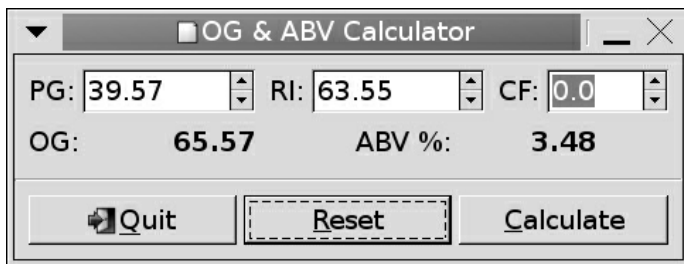 OG & ABV Calculator
PG: 39.57 RI: 63.55 CF: 0.0
OG: 65.57 ABV %: 3.48
Quit Reset Calculate